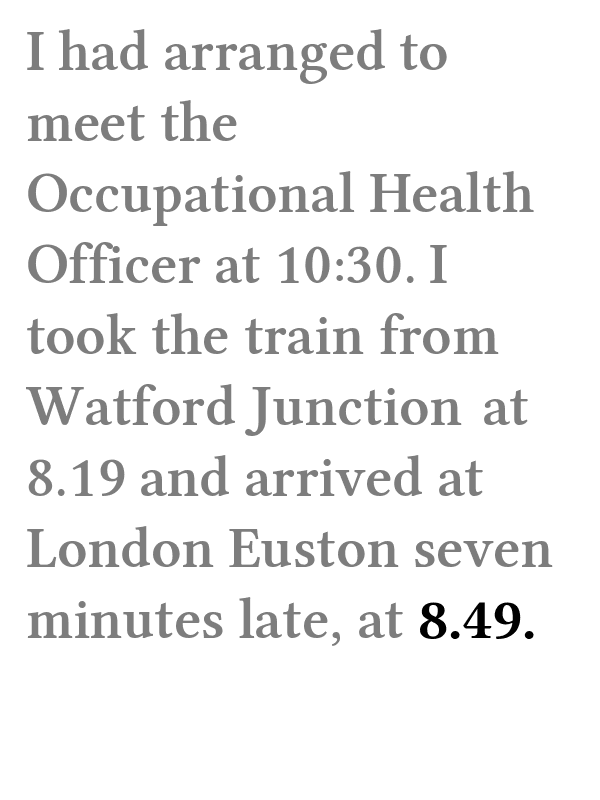 I had arranged to
meet the
Occupational Health
Officer at 10:30. I
took the train from
Watford Junction at
8.19 and arrived at
London Euston seven
minutes late, at 8.49.